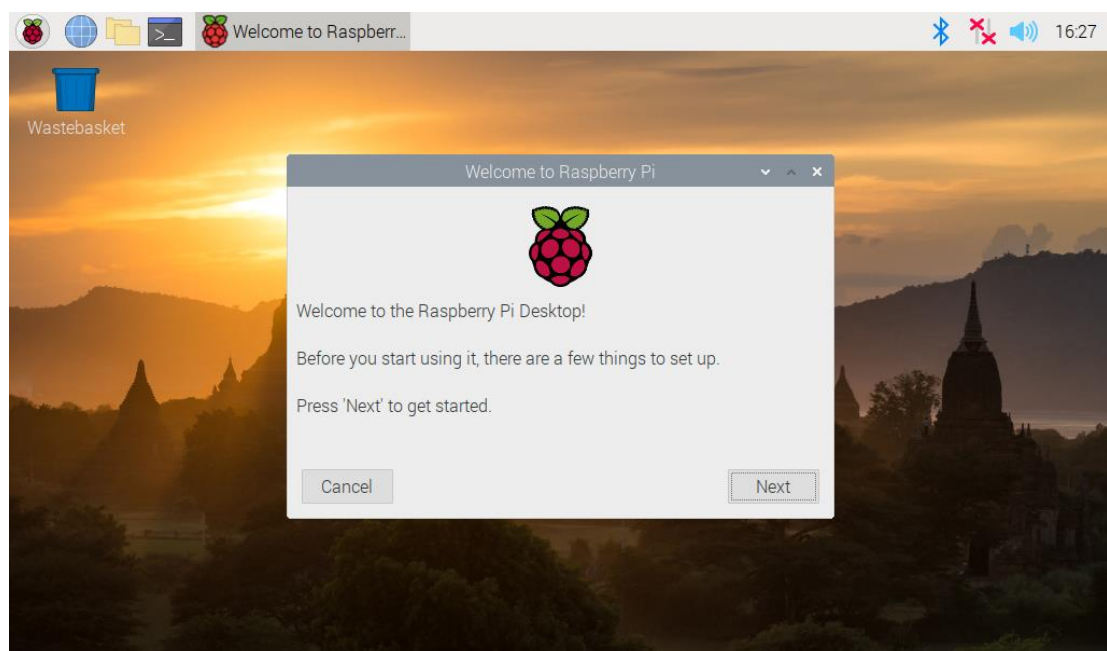 Welcome to Raspberr...
16:27
Wastebasket
Welcome to Raspberry Pi
Welcome to the Raspberry Pi Desktop!
Before you start using it, there are a few things to set up.
Press 'Next' to get started.
Cancel
Next